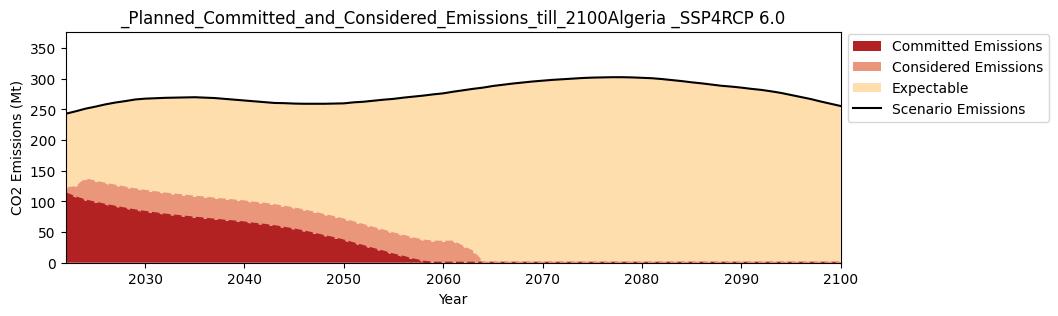 _Planned_Committed_and_Considered_Emissions_till_2100Algeria _SSP4RCP 6.0
350
300
250
200
150
100
50
0
CO2 Emissions (Mt)
2030 2040 2050 2060 2070 2080 2090 2100
Year
Committed Emissions
Considered Emissions
Expectable
Scenario Emissions